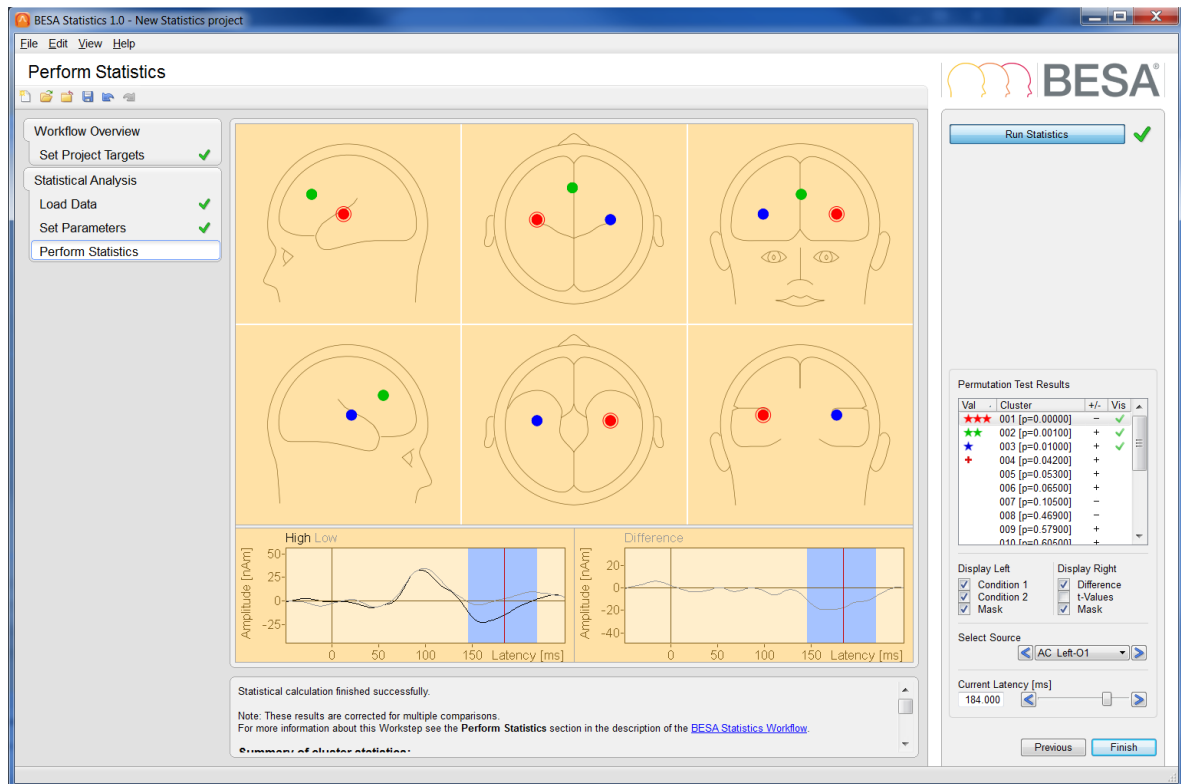 BESA Statistics 1.0 - New Statistics project
File Edit View Help
Perform Statistics
BESA®
Workflow Overview
Set Project Targets
Statistical Analysis
Load Data
Set Parameters
Perform Statistics
Run Statistics
Permutation Test Results
Val Cluster +/- Vis
001 [p=0.00000] −
002 [p=0.00100] +
003 [p=0.01000] +
004 [p=0.04200] +
005 [p=0.05300] +
006 [p=0.06500] +
007 [p=0.10500] −
008 [p=0.46900] −
009 [p=0.57900] +
010 [p=0.60500] +
High Low
Amplitude [nAm]
50
25
-25
0 50 100 150 Latency [ms]
Difference
Amplitude [nAm]
20
0
-20
-40
0 50 100 150 Latency [ms]
Display Left Display Right
Condition 1 Difference
Condition 2 t-Values
Mask Mask
Select Source
AC_Left-O1
Current Latency [ms]
184.000
Statistical calculation finished successfully.
Note: These results are corrected for multiple comparisons.
For more information about this Workstep see the Perform Statistics section in the description of the BESA Statistics Workflow.
Summary of cluster statistics:
Previous Finish